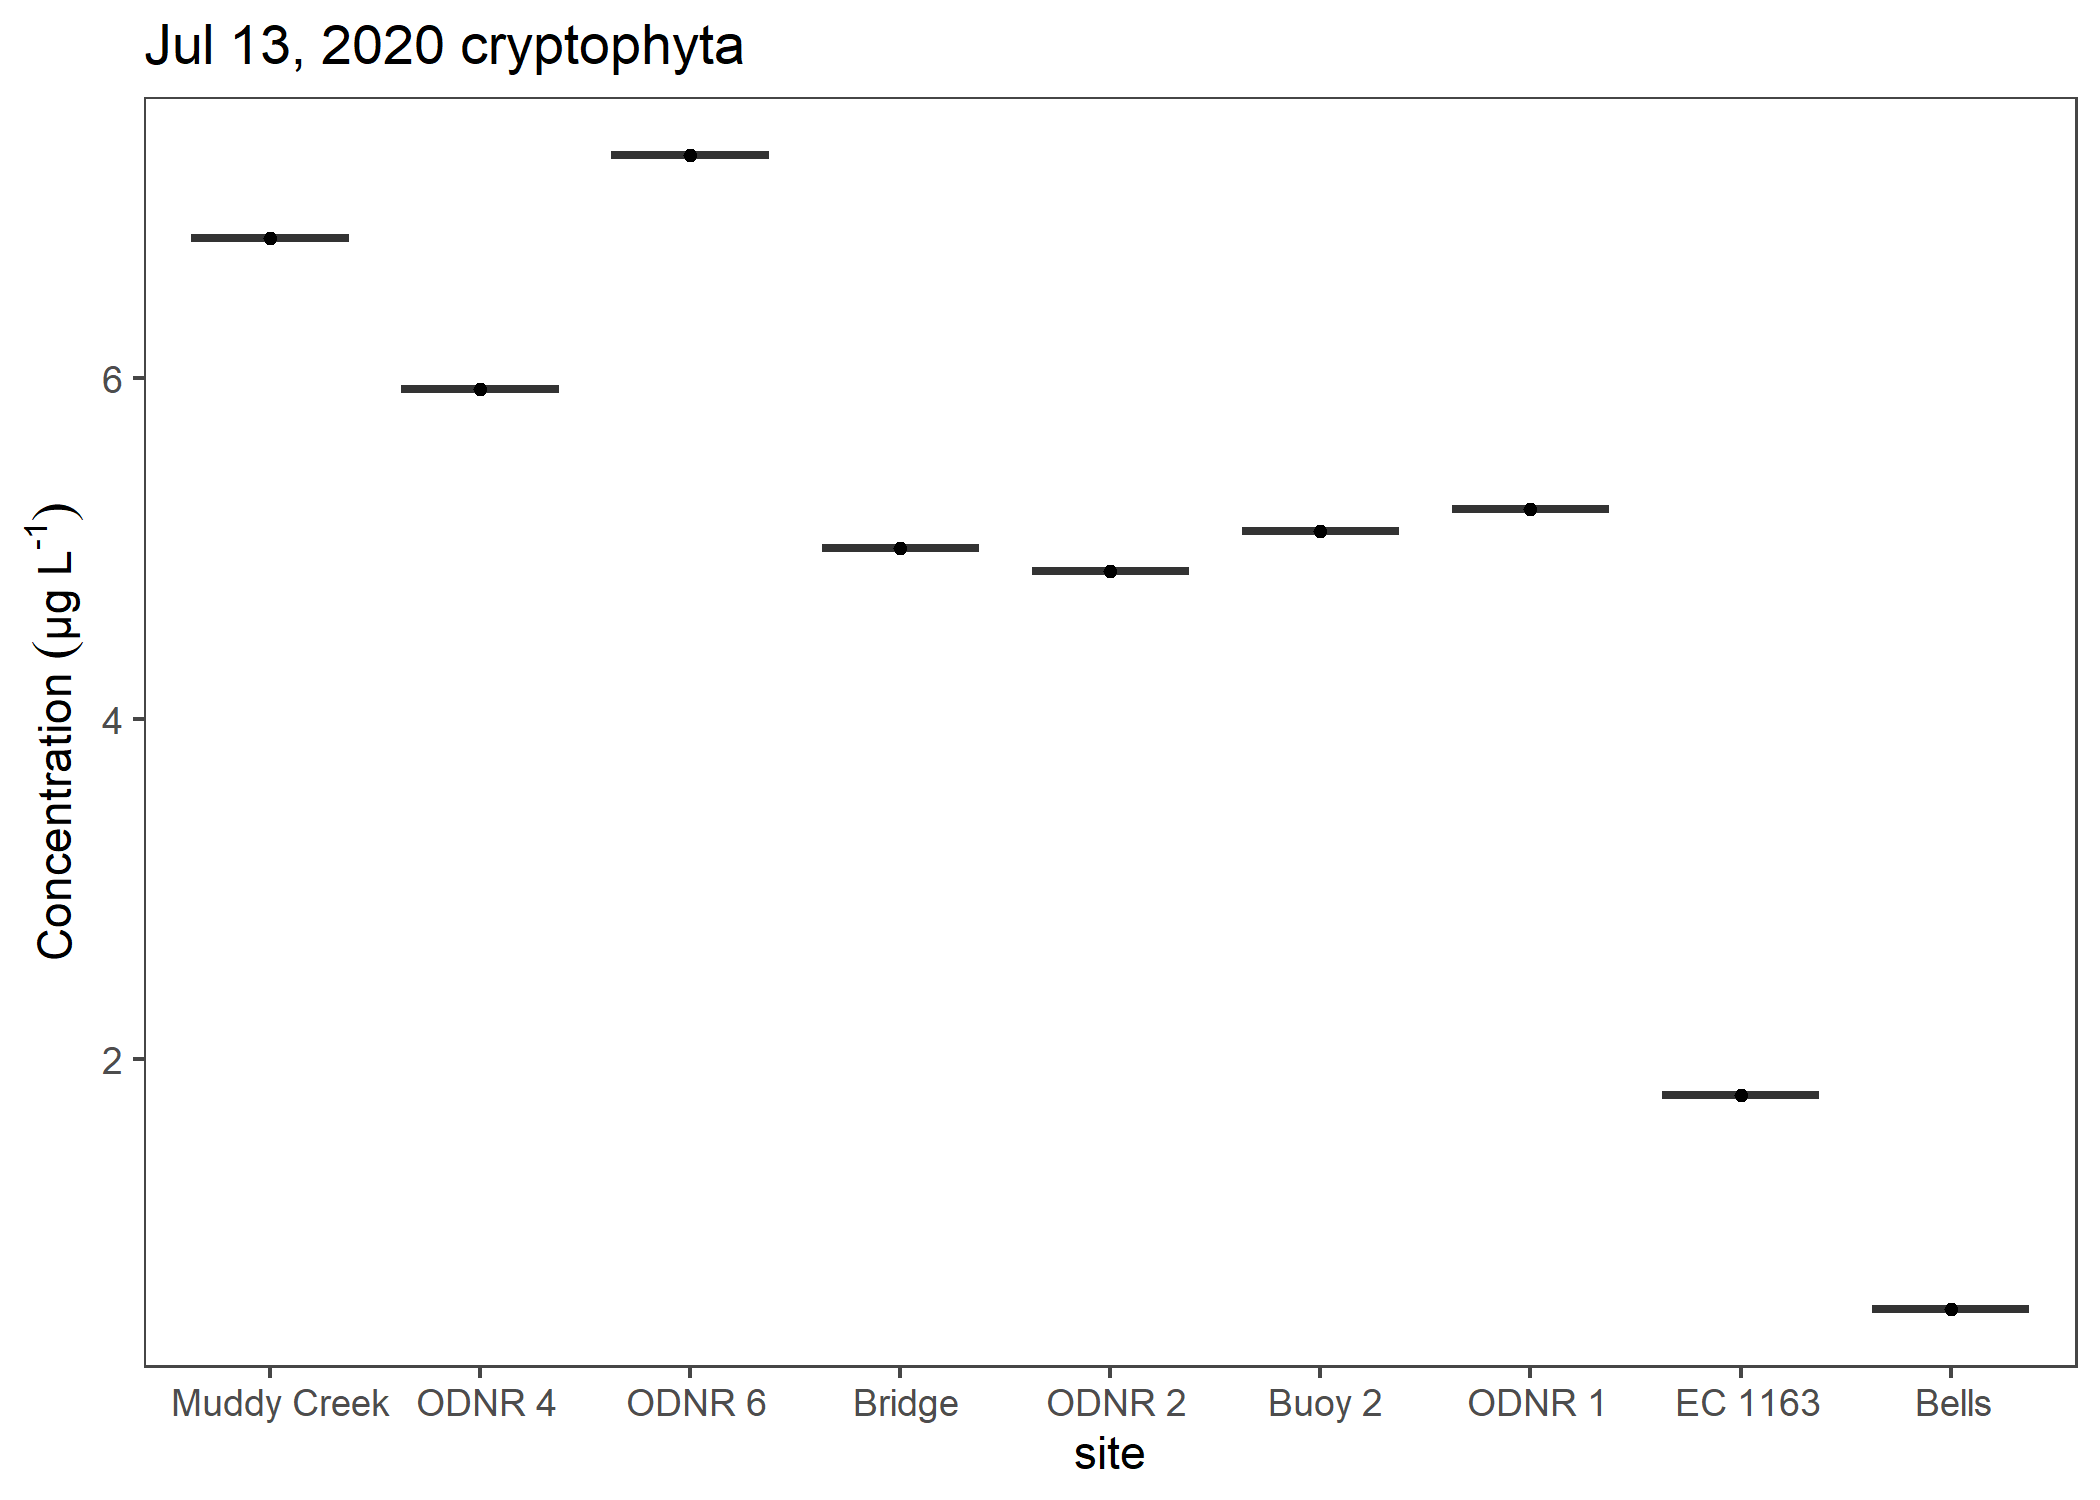 Jul 13, 2020 cryptophyta
Concentration (µg L⁻¹)
6
4
2
Muddy Creek ODNR 4 ODNR 6 Bridge ODNR 2 Buoy 2 ODNR 1 EC 1163 Bells
site